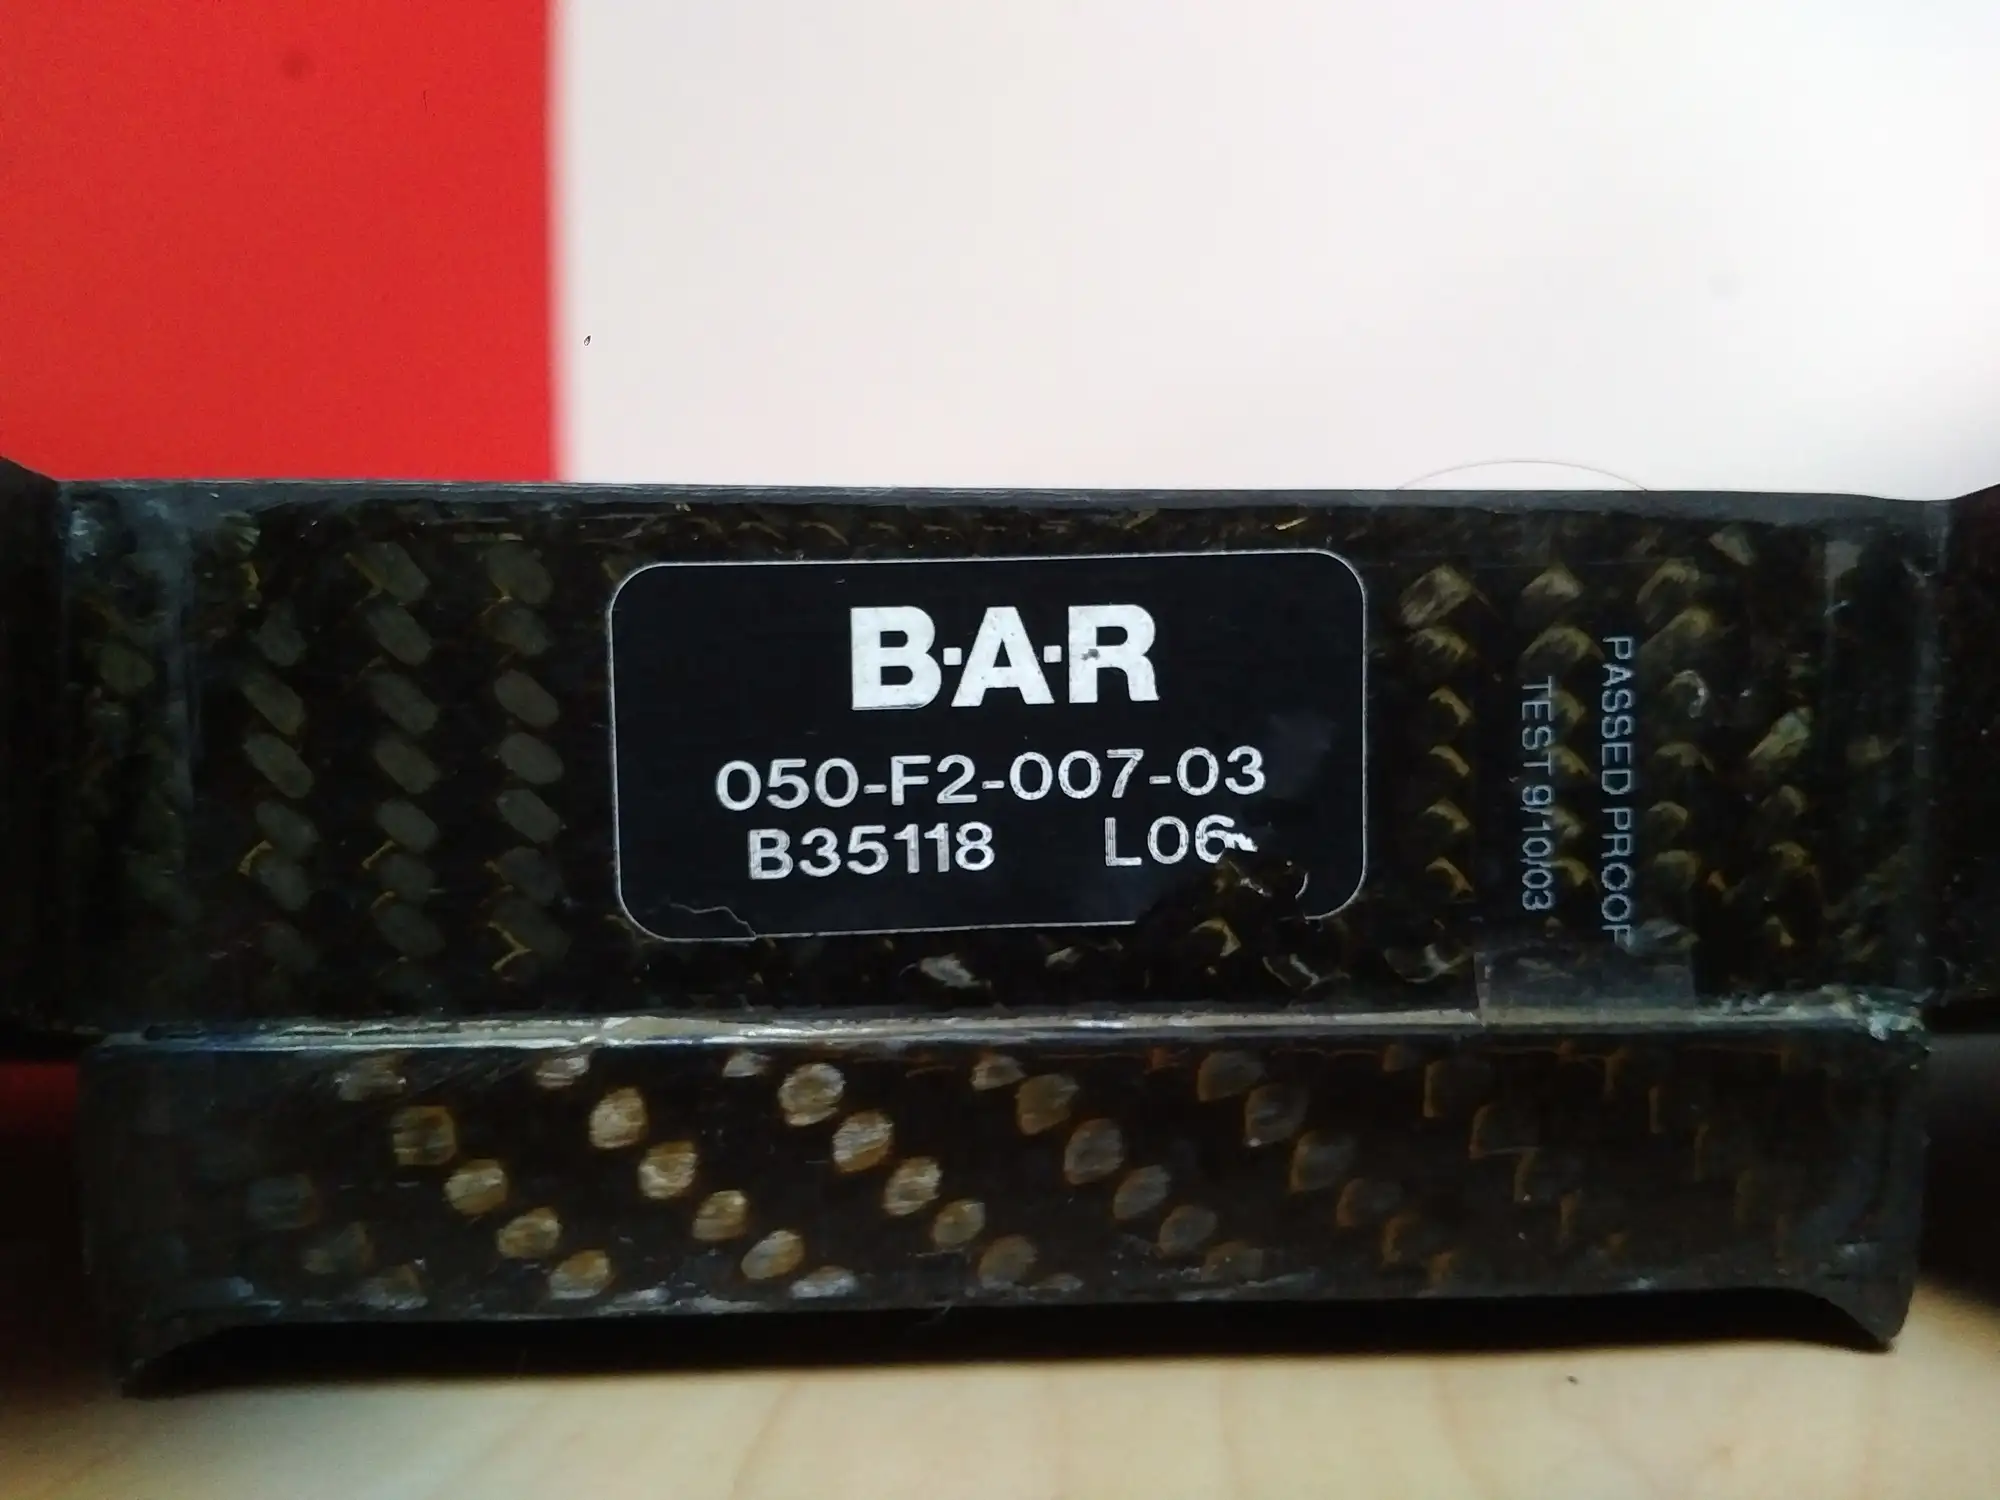 B·A·R
050-F2-007-03
B35118 L06
PASSED PROOF
TEST 9/10/03